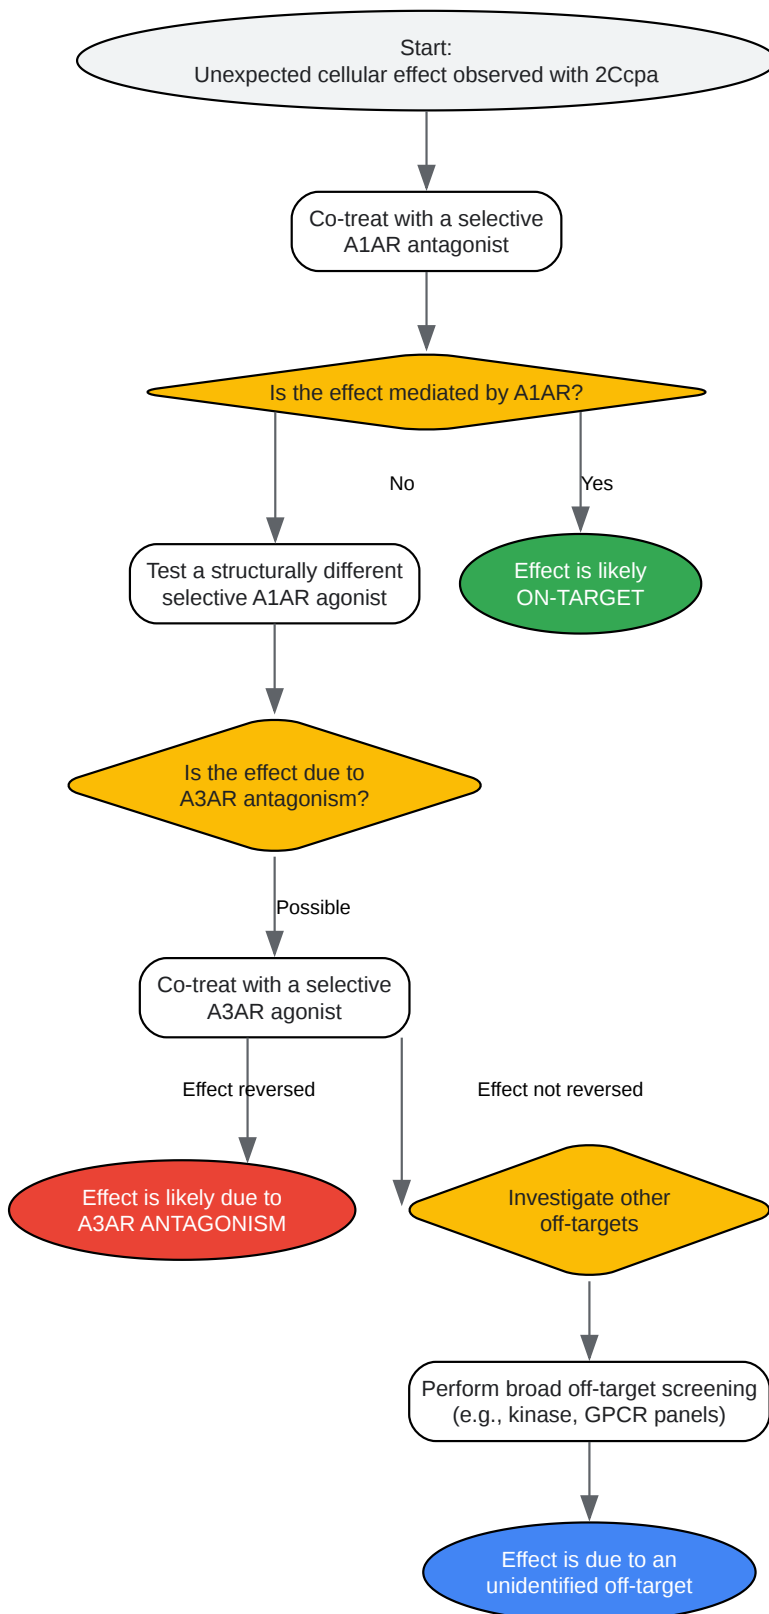 Start:
Unexpected cellular effect observed with 2Ccpa
Co-treat with a selective
A1AR antagonist
Is the effect mediated by A1AR?
No
Yes
Test a structurally different
selective A1AR agonist
Effect is likely
ON-TARGET
Is the effect due to
A3AR antagonism?
Possible
Co-treat with a selective
A3AR agonist
Effect reversed
Effect not reversed
Effect is likely due to
A3AR ANTAGONISM
Investigate other
off-targets
Perform broad off-target screening
(e.g., kinase, GPCR panels)
Effect is due to an
unidentified off-target